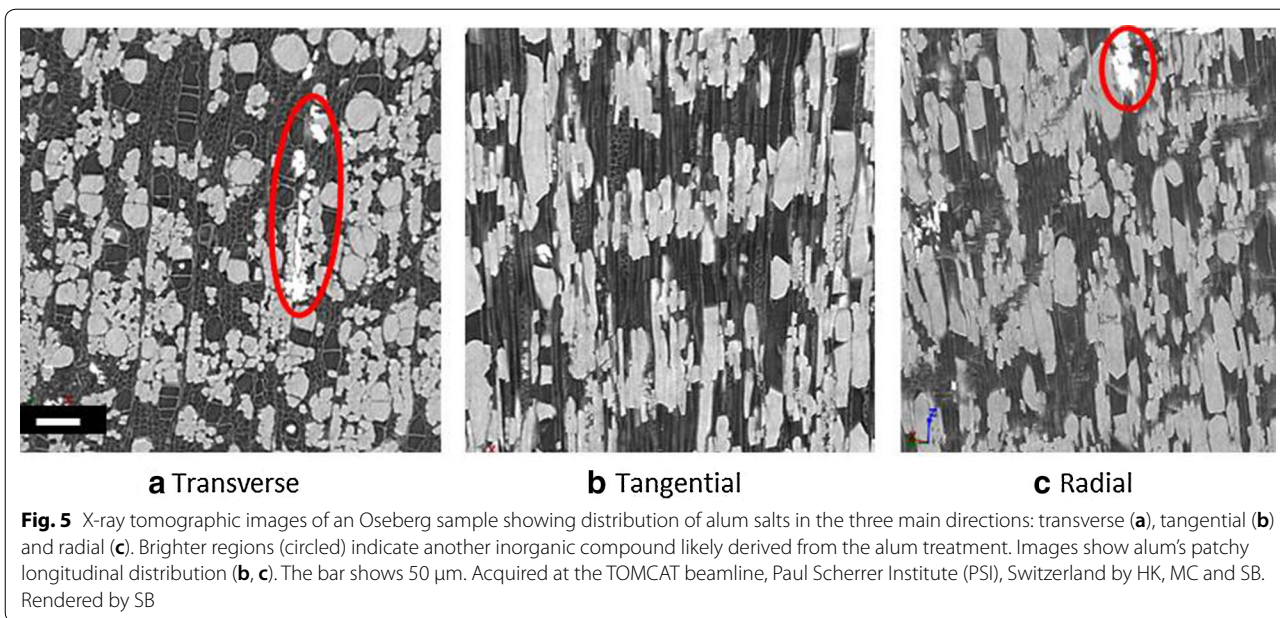 a Transverse
b Tangential
c Radial
Fig. 5 X-ray tomographic images of an Oseberg sample showing distribution of alum salts in the three main directions: transverse (a), tangential (b)
and radial (c). Brighter regions (circled) indicate another inorganic compound likely derived from the alum treatment. Images show alum’s patchy
longitudinal distribution (b, c). The bar shows 50 µm. Acquired at the TOMCAT beamline, Paul Scherrer Institute (PSI), Switzerland by HK, MC and SB.
Rendered by SB